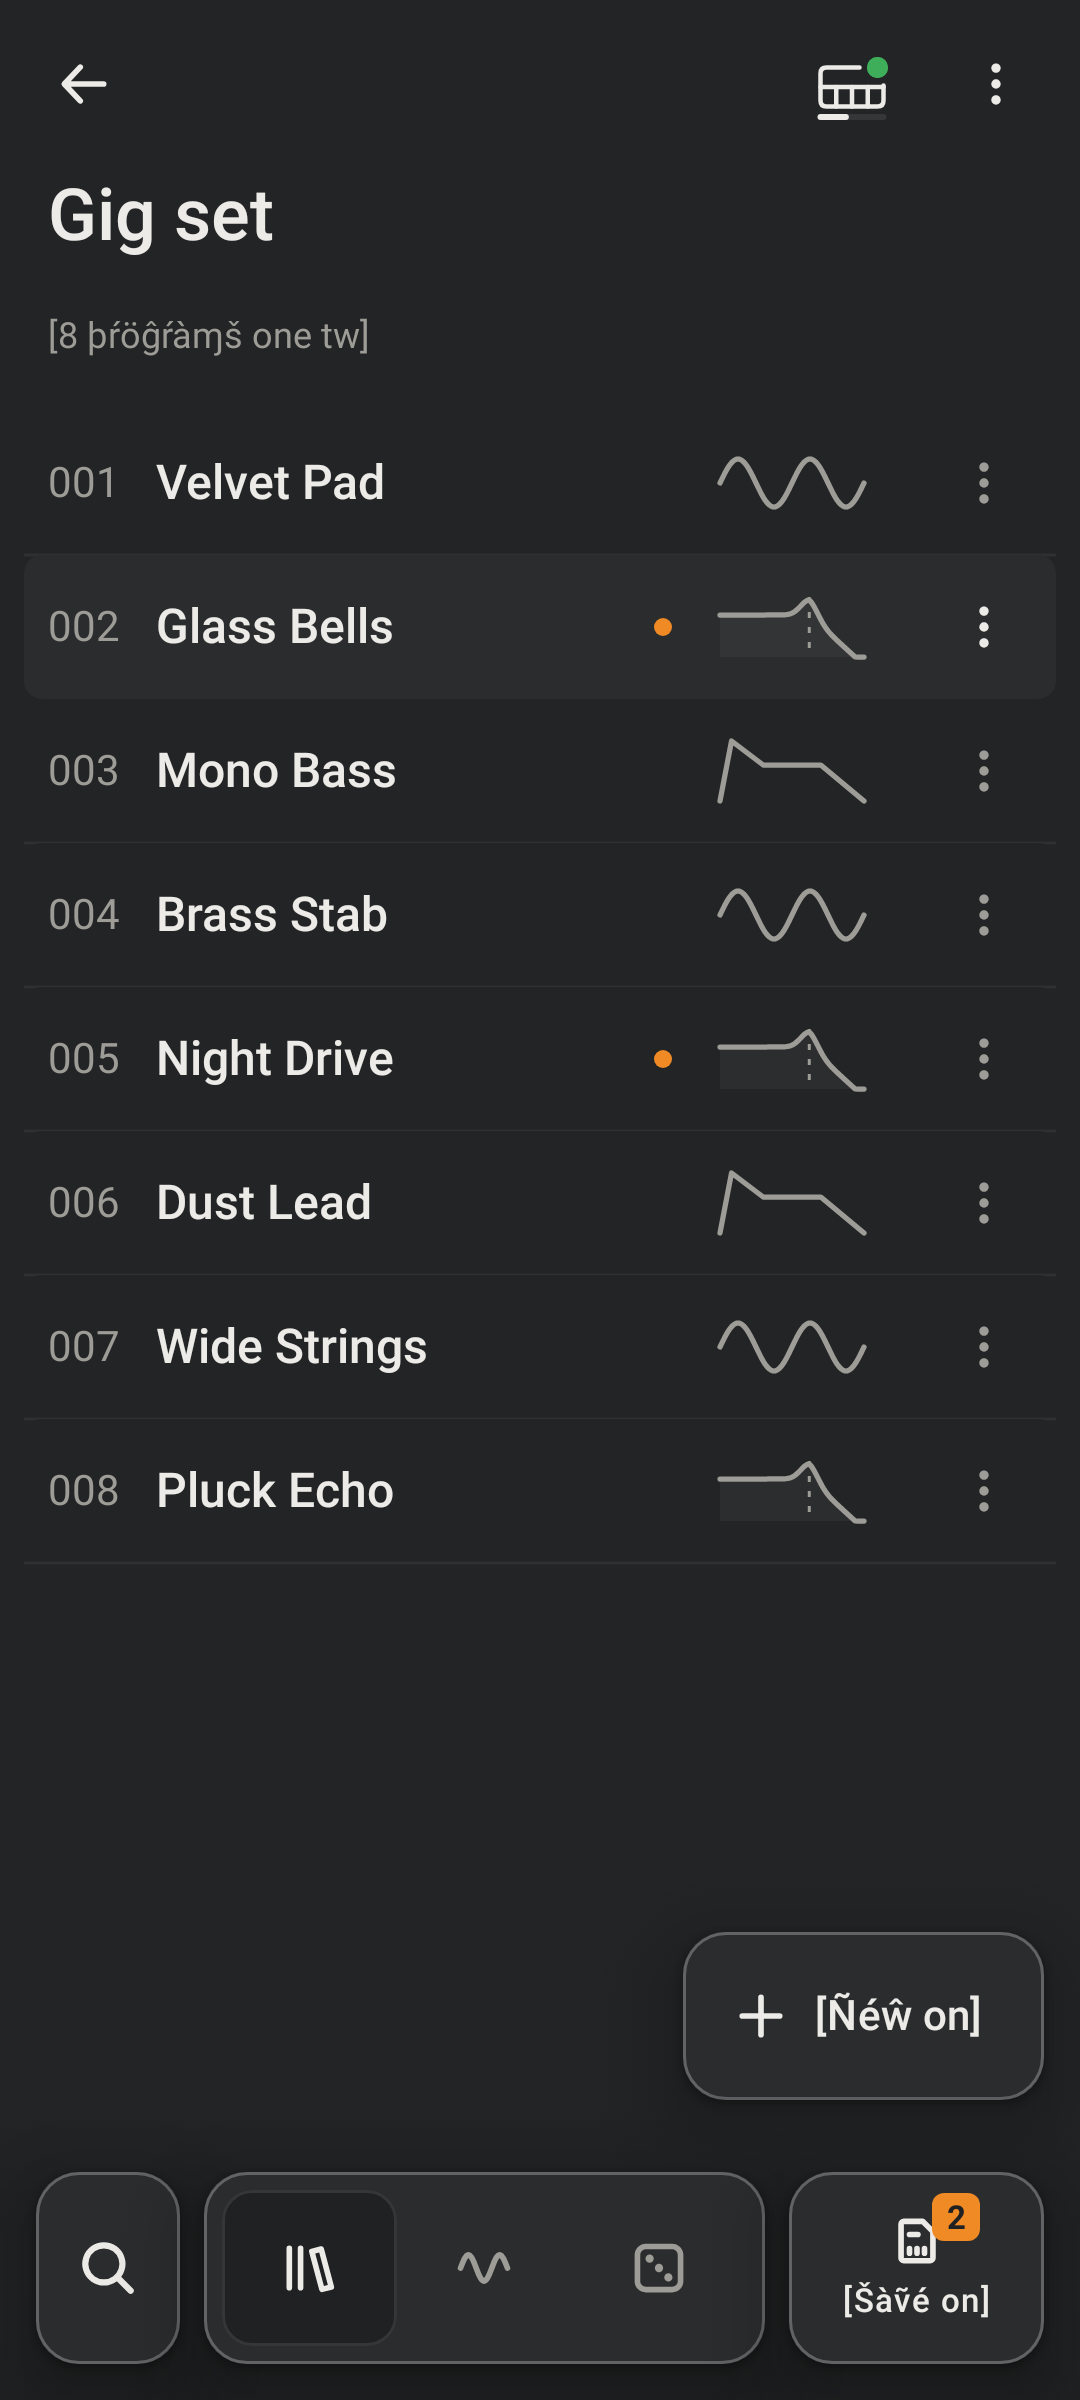 Gig set
[8 þŕöĝŕàɱš one tw]
001 Velvet Pad
002 Glass Bells
003 Mono Bass
004 Brass Stab
005 Night Drive
006 Dust Lead
007 Wide Strings
008 Pluck Echo
[Ñéŵ on]
2
[Šàṽé on]